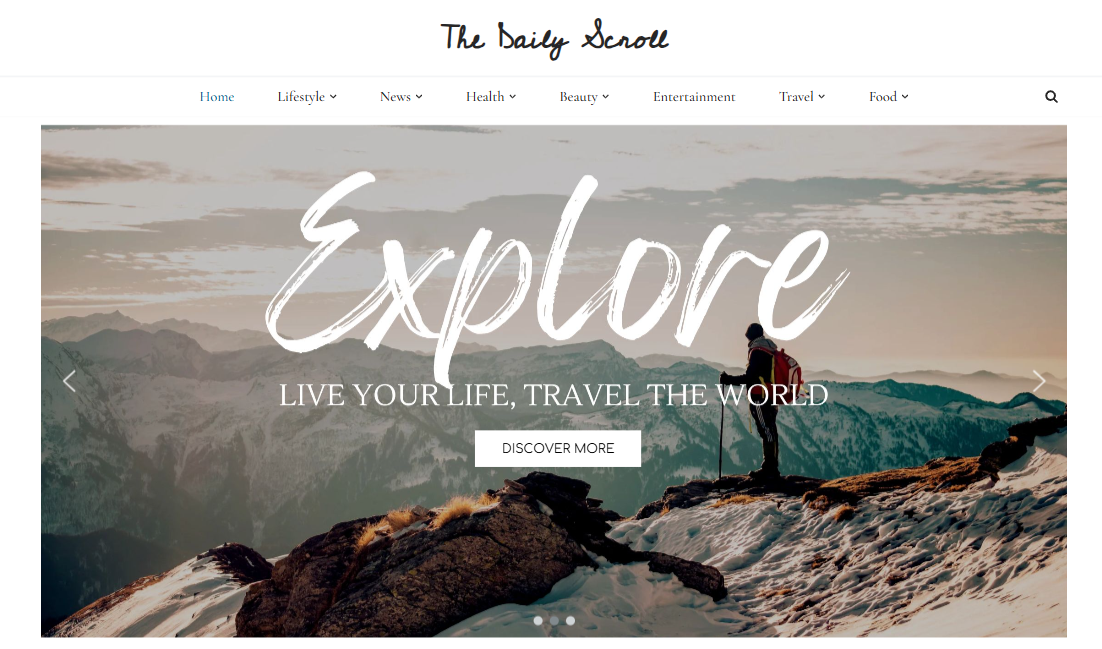 The Daily Scroll
Home Lifestyle News Health Beauty Entertainment Travel Food
Explore
LIVE YOUR LIFE, TRAVEL THE WORLD
DISCOVER MORE